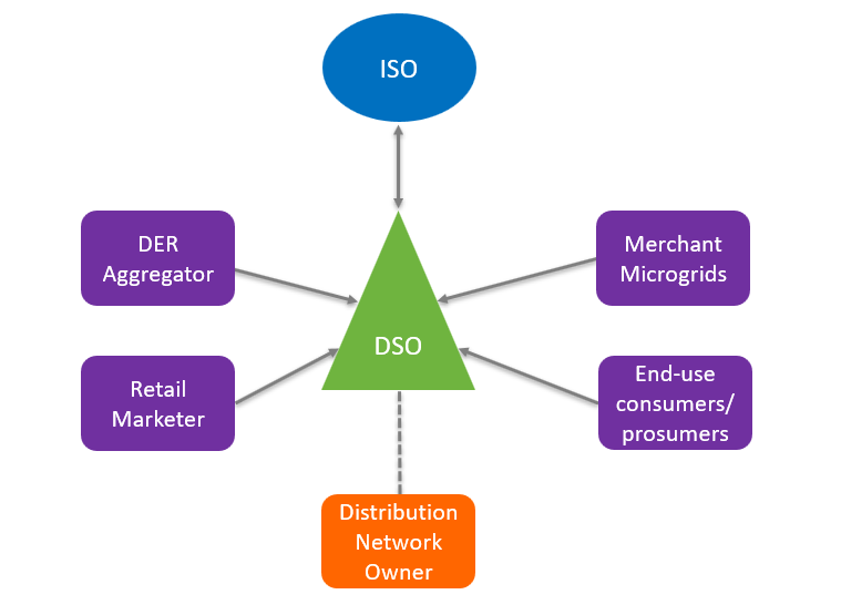 ISO
DER
Aggregator
Merchant
Microgrids
DSO
Retail
Marketer
End-use
consumers/
prosumers
Distribution
Network
Owner